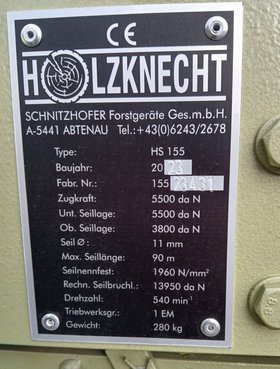 CE
HOLZKNECHT
SCHNITZHOFER Forstgeräte Ges.m.b.H.
A-5441 ABTENAU Tel.:+43(0)6243/2678
Type: HS 155
Baujahr: 2023
Fabr. Nr.: 155 23431
Zugkraft: 5500 da N
Unt. Seillage: 5500 da N
Ob. Seillage: 3800 da N
Seil Ø : 11 mm
Max. Seillänge: 90 m
Seilnennfest: 1960 N/mm²
Rechn. Seilbruchl.: 13950 da N
Drehzahl: 540 min⁻¹
Triebwerksgr.: 1 EM
Gewicht: 280 kg